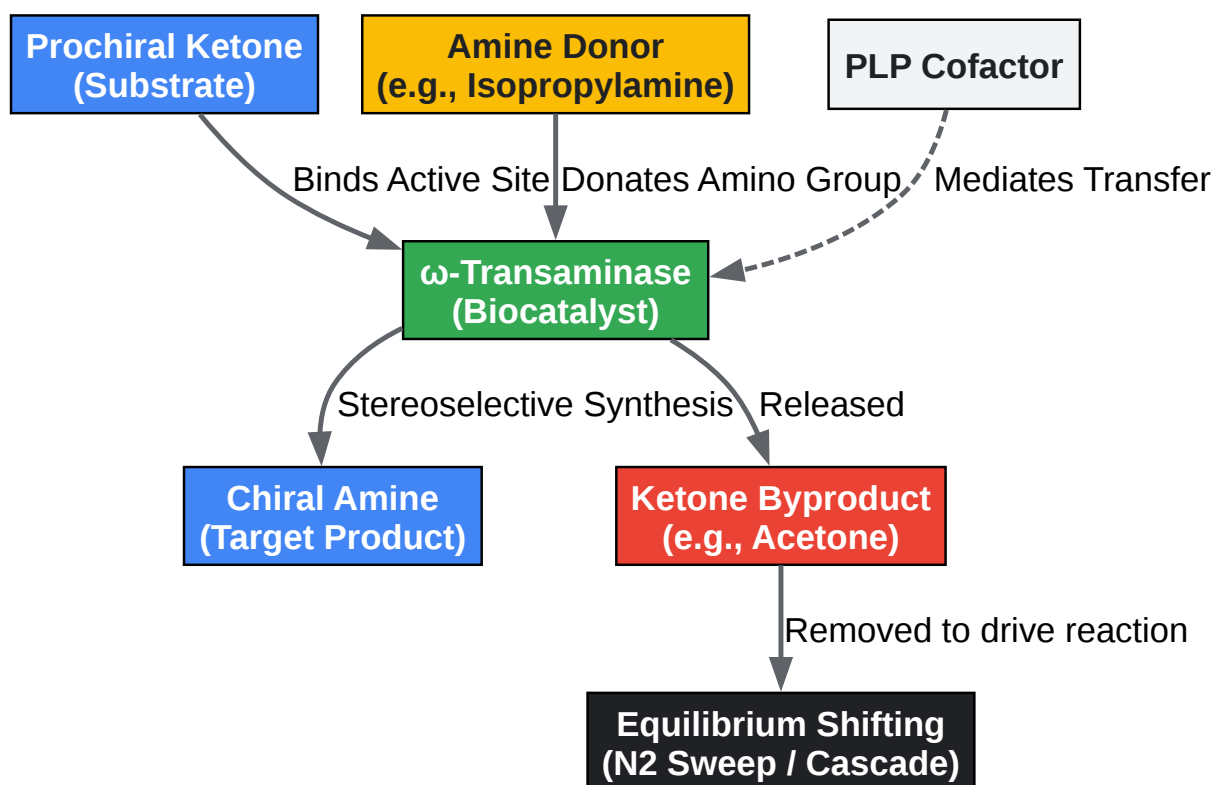 Prochiral Ketone
(Substrate)
Amine Donor
(e.g., Isopropylamine)
PLP Cofactor
Binds Active Site
Donates Amino Group
Mediates Transfer
ω-Transaminase
(Biocatalyst)
Stereoselective Synthesis
Released
Chiral Amine
(Target Product)
Ketone Byproduct
(e.g., Acetone)
Removed to drive reaction
Equilibrium Shifting
(N2 Sweep / Cascade)